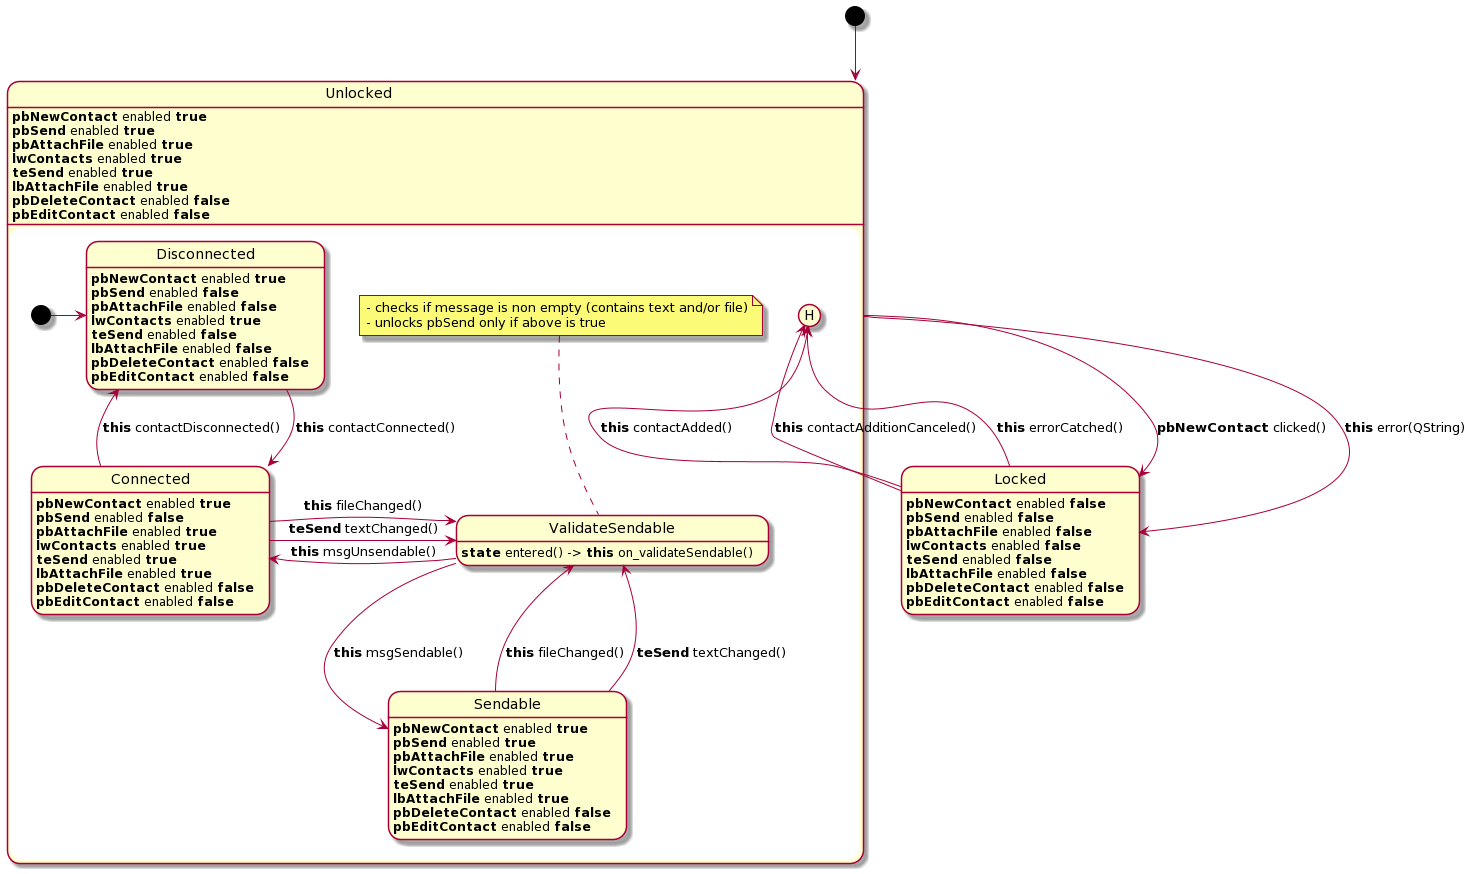 Unlocked
pbNewContact enabled true
pbSend enabled true
pbAttachFile enabled true
lwContacts enabled true
teSend enabled true
lbAttachFile enabled true
pbDeleteContact enabled false
pbEditContact enabled false
Disconnected
pbNewContact enabled true
pbSend enabled false
pbAttachFile enabled false
lwContacts enabled true
teSend enabled false
lbAttachFile enabled false
pbDeleteContact enabled false
pbEditContact enabled false
- checks if message is non empty (contains text and/or file)
- unlocks pbSend only if above is true
H
this contactDisconnected()
this contactConnected()
this contactAdded()
this contactAdditionCanceled()
this errorCatched()
pbNewContact clicked()
this error(QString)
Connected
pbNewContact enabled true
pbSend enabled false
pbAttachFile enabled true
lwContacts enabled true
teSend enabled true
lbAttachFile enabled true
pbDeleteContact enabled false
pbEditContact enabled false
this fileChanged()
teSend textChanged()
this msgUnsendable()
ValidateSendable
state entered() -> this on_validateSendable()
Locked
pbNewContact enabled false
pbSend enabled false
pbAttachFile enabled false
lwContacts enabled false
teSend enabled false
lbAttachFile enabled false
pbDeleteContact enabled false
pbEditContact enabled false
this msgSendable()
this fileChanged()
teSend textChanged()
Sendable
pbNewContact enabled true
pbSend enabled true
pbAttachFile enabled true
lwContacts enabled true
teSend enabled true
lbAttachFile enabled true
pbDeleteContact enabled false
pbEditContact enabled false